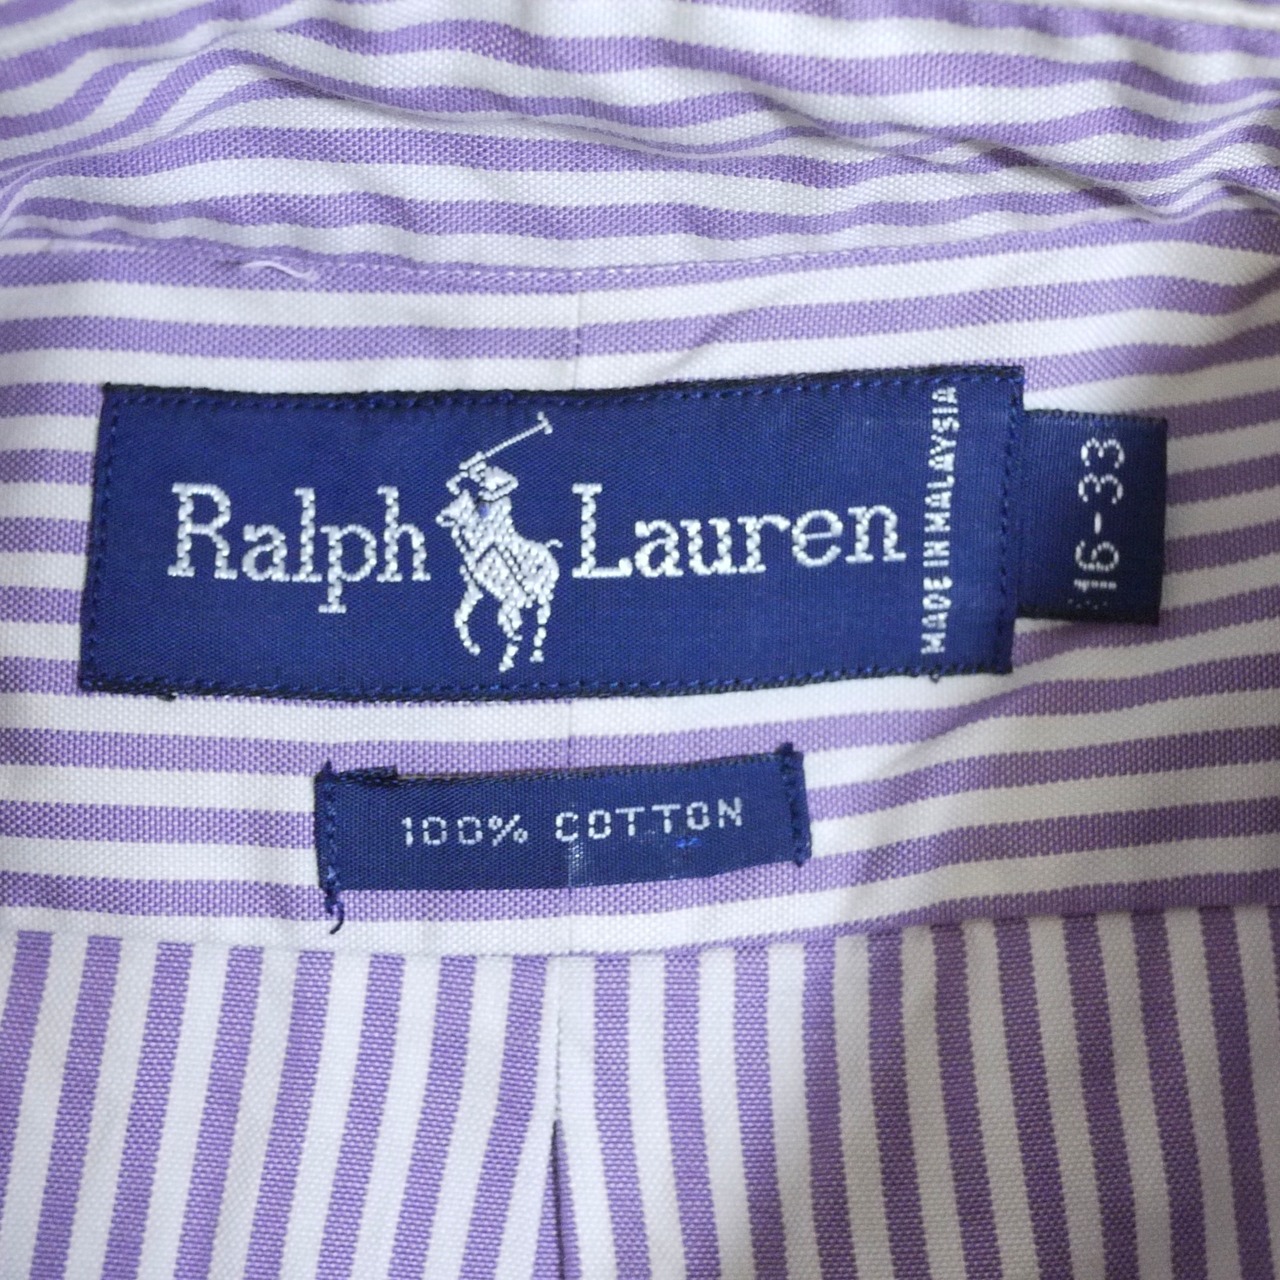 Ralph Lauren
MADE IN MALAYSIA
16-33
100% COTTON